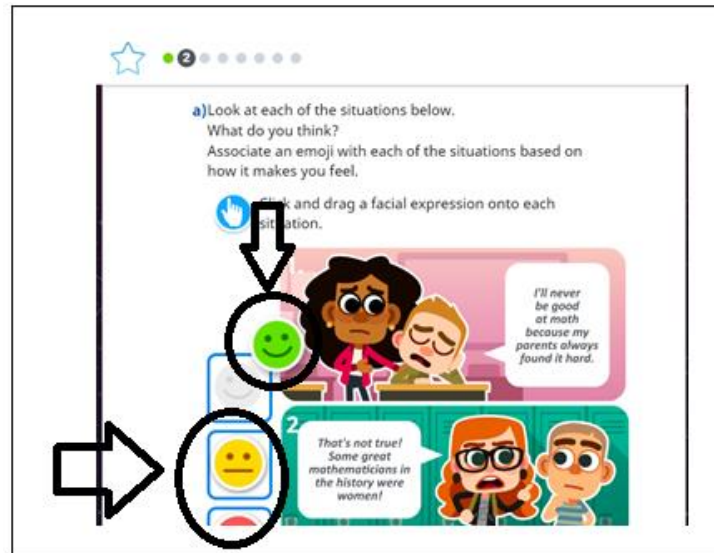 2
a)Look at each of the situations below.
What do you think?
Associate an emoji with each of the situations based on
how it makes you feel.
Click and drag a facial expression onto each
situation.
I'll never
be good
at math
because my
parents always
found it hard.
2
That's not true!
Some great
mathematicians in
the history were
women!